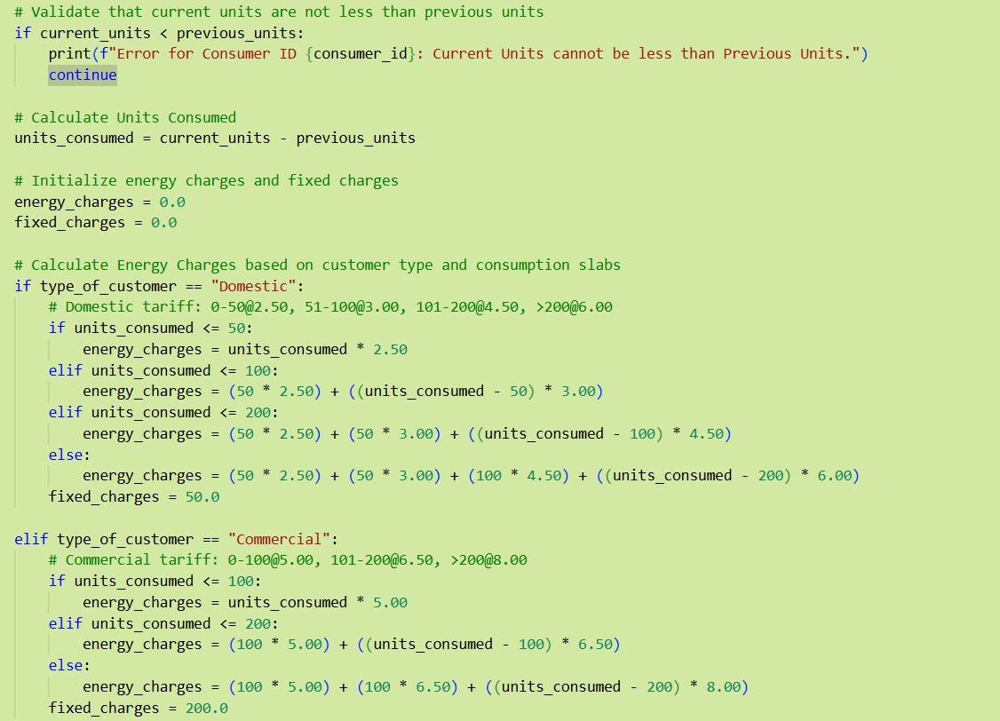 # Validate that current units are not less than previous units
if current_units < previous_units:
    print(f"Error for Consumer ID {consumer_id}: Current Units cannot be less than Previous Units.")
    continue

# Calculate Units Consumed
units_consumed = current_units - previous_units

# Initialize energy charges and fixed charges
energy_charges = 0.0
fixed_charges = 0.0

# Calculate Energy Charges based on customer type and consumption slabs
if type_of_customer == "Domestic":
    # Domestic tariff: 0-50@2.50, 51-100@3.00, 101-200@4.50, >200@6.00
    if units_consumed <= 50:
        energy_charges = units_consumed * 2.50
    elif units_consumed <= 100:
        energy_charges = (50 * 2.50) + ((units_consumed - 50) * 3.00)
    elif units_consumed <= 200:
        energy_charges = (50 * 2.50) + (50 * 3.00) + ((units_consumed - 100) * 4.50)
    else:
        energy_charges = (50 * 2.50) + (50 * 3.00) + (100 * 4.50) + ((units_consumed - 200) * 6.00)
    fixed_charges = 50.0

elif type_of_customer == "Commercial":
    # Commercial tariff: 0-100@5.00, 101-200@6.50, >200@8.00
    if units_consumed <= 100:
        energy_charges = units_consumed * 5.00
    elif units_consumed <= 200:
        energy_charges = (100 * 5.00) + ((units_consumed - 100) * 6.50)
    else:
        energy_charges = (100 * 5.00) + (100 * 6.50) + ((units_consumed - 200) * 8.00)
    fixed_charges = 200.0